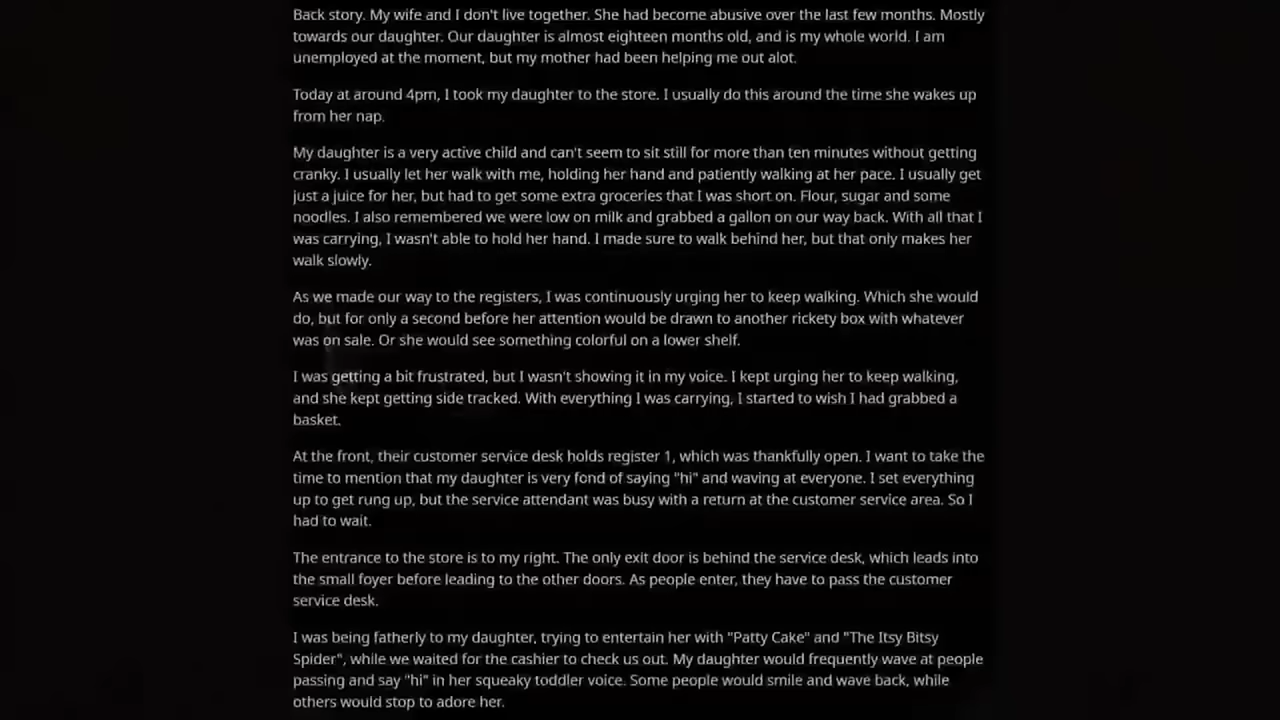 Back story. My wife and I don't live together. She had become abusive over the last few months. Mostly
towards our daughter. Our daughter is almost eighteen months old, and is my whole world. I am
unemployed at the moment, but my mother had been helping me out alot.
Today at around 4pm, I took my daughter to the store. I usually do this around the time she wakes up
from her nap.
My daughter is a very active child and can't seem to sit still for more than ten minutes without getting
cranky. I usually let her walk with me, holding her hand and patiently walking at her pace. I usually get
just a juice for her, but had to get some extra groceries that I was short on. Flour, sugar and some
noodles. I also remembered we were low on milk and grabbed a gallon on our way back. With all that I
was carrying, I wasn't able to hold her hand. I made sure to walk behind her, but that only makes her
walk slowly.
As we made our way to the registers, I was continuously urging her to keep walking. Which she would
do, but for only a second before her attention would be drawn to another rickety box with whatever
was on sale. Or she would see something colorful on a lower shelf.
I was getting a bit frustrated, but I wasn't showing it in my voice. I kept urging her to keep walking,
and she kept getting side tracked. With everything I was carrying, I started to wish I had grabbed a
basket.
At the front, their customer service desk holds register 1, which was thankfully open. I want to take the
time to mention that my daughter is very fond of saying "hi" and waving at everyone. I set everything
up to get rung up, but the service attendant was busy with a return at the customer service area. So I
had to wait.
The entrance to the store is to my right. The only exit door is behind the service desk, which leads into
the small foyer before leading to the other doors. As people enter, they have to pass the customer
service desk.
I was being fatherly to my daughter, trying to entertain her with "Patty Cake" and "The Itsy Bitsy
Spider", while we waited for the cashier to check us out. My daughter would frequently wave at people
passing and say "hi" in her squeaky toddler voice. Some people would smile and wave back, while
others would stop to adore her.